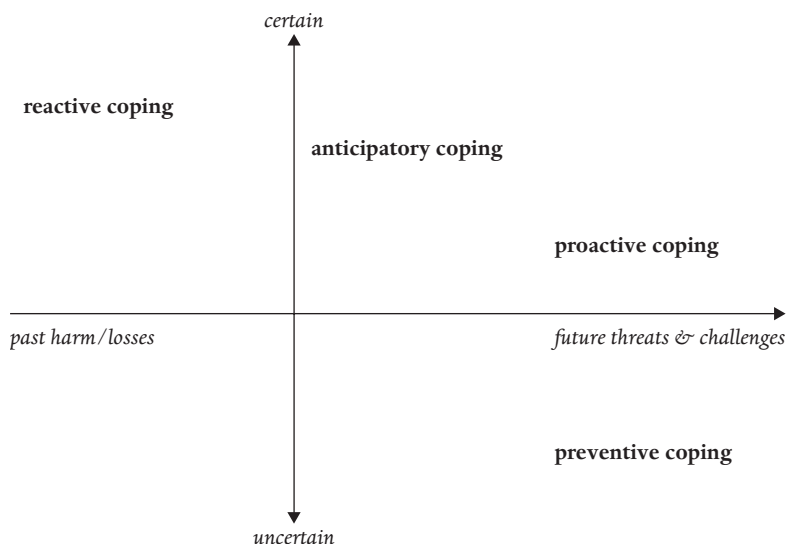 certain
reactive coping
anticipatory coping
proactive coping
past harm/losses
future threats & challenges
preventive coping
uncertain